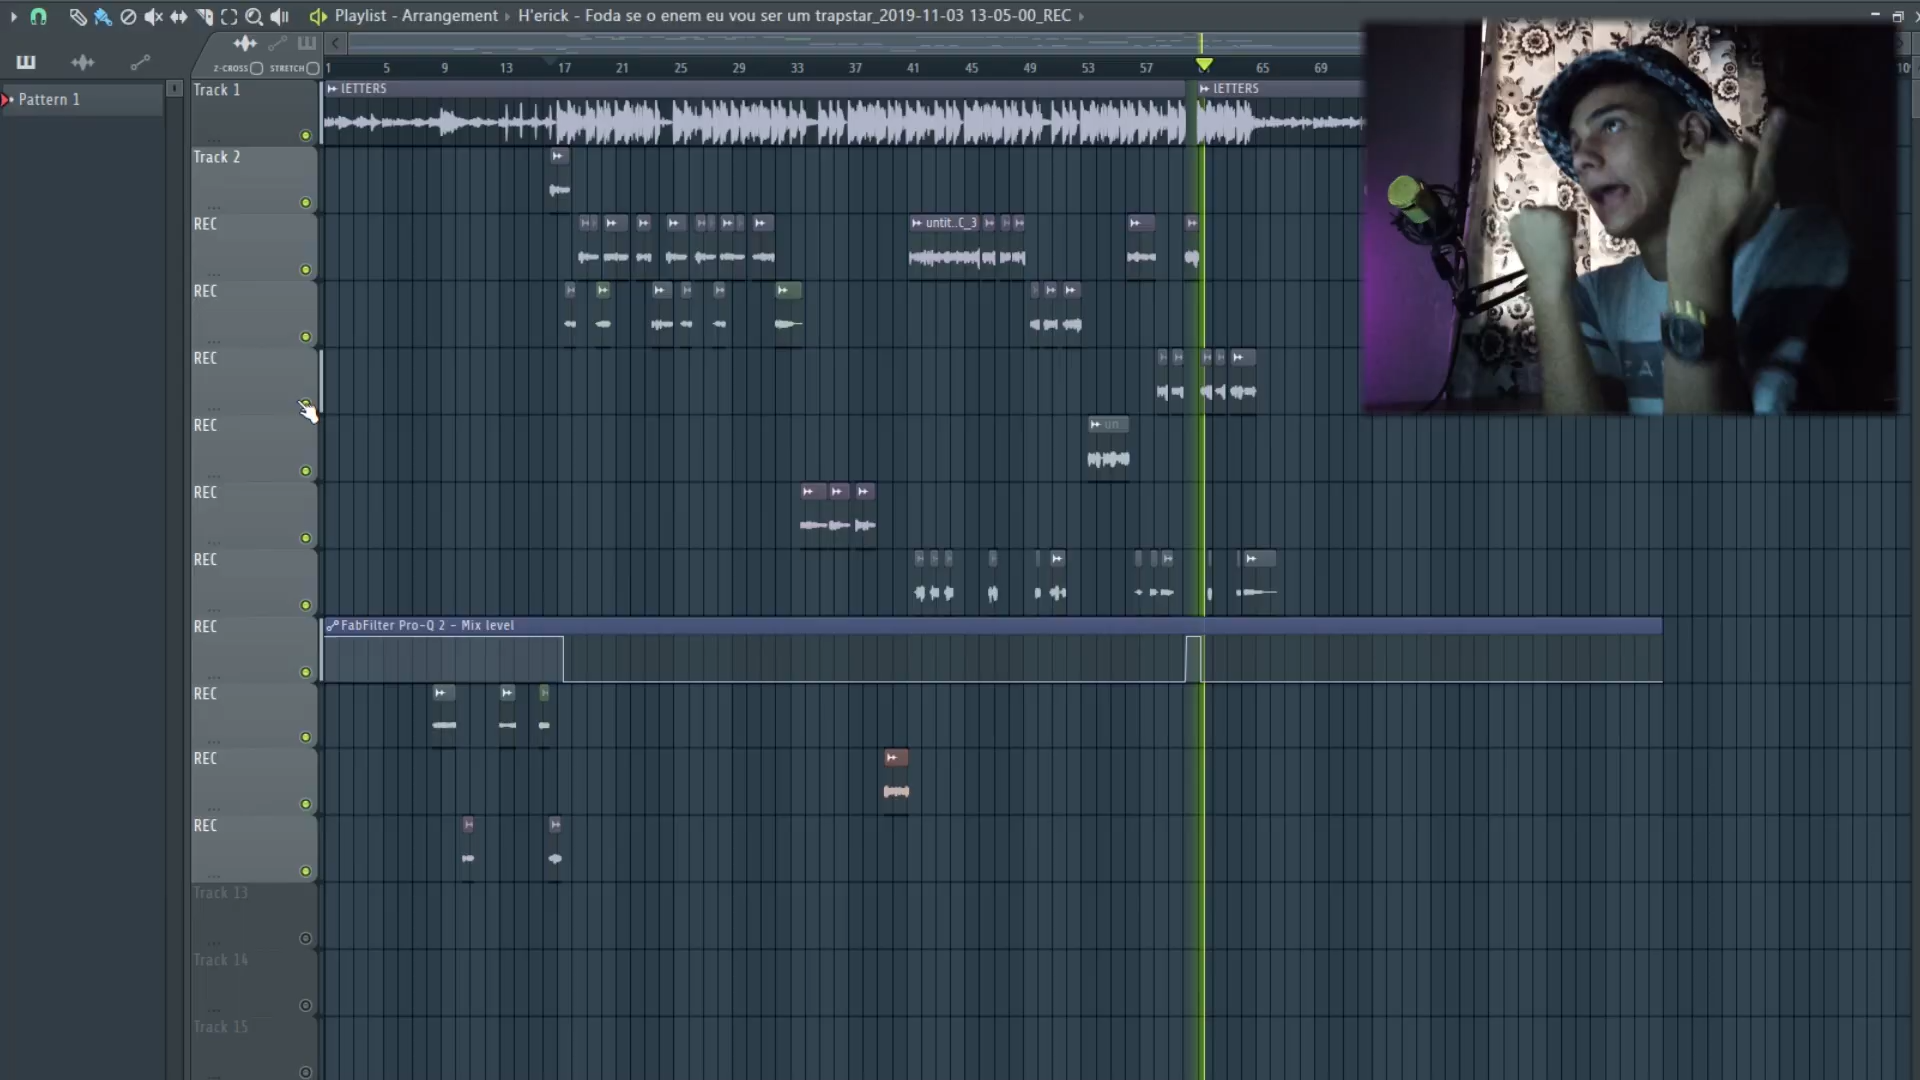 Playlist - Arrangement › H'erick - Foda se o enem eu vou ser um trapstar_2019-11-03 13-05-00_REC ›
Z-CROSS STRETCH
1 5 9 13 17 21 25 29 33 37 41 45 49 53 57 65 69
Pattern 1
Track 1
lETTERS
lETTERS
Track 2
REC
untit..C_3
REC
REC
REC
un
REC
REC
REC
FabFilter Pro-Q 2 - Mix level
REC
REC
REC
Track 13
Track 14
Track 15